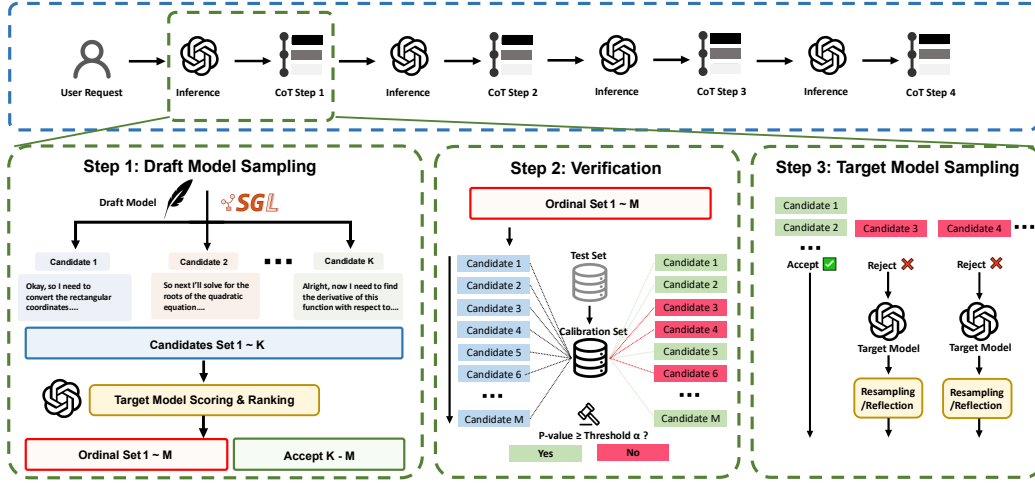 User Request
Inference
CoT Step 1
Inference
CoT Step 2
Inference
CoT Step 3
Inference
CoT Step 4
Step 1: Draft Model Sampling
Draft Model
SGL
Candidate 1
Okay, so I need to
convert the rectangular
coordinates....
Candidate 2
So next I'll solve for the
roots of the quadratic
equation....
Candidate K
Alright, now I need to find
the derivative of this
function with respect to....
Candidates Set 1 ~ K
Target Model Scoring & Ranking
Ordinal Set 1 ~ M
Accept K - M
Step 2: Verification
Ordinal Set 1 ~ M
Candidate 1
Candidate 2
Candidate 3
Candidate 4
Candidate 5
Candidate 6
Candidate M
Test Set
Calibration Set
Candidate 1
Candidate 2
Candidate 3
Candidate 4
Candidate 5
Candidate 6
Candidate M
P-value ≥ Threshold α ?
Yes
No
Step 3: Target Model Sampling
Candidate 1
Candidate 2
Candidate 3
Candidate 4
Accept
Reject
Reject
Target Model
Target Model
Resampling
/Reflection
Resampling
/Reflection